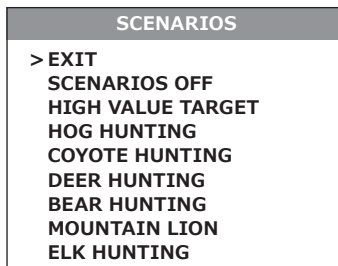 SCENARIOS
> EXIT
SCENARIOS OFF
HIGH VALUE TARGET
HOG HUNTING
COYOTE HUNTING
DEER HUNTING
BEAR HUNTING
MOUNTAIN LION
ELK HUNTING